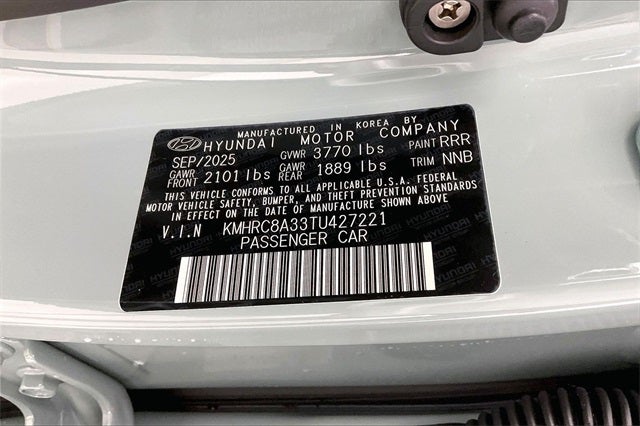 MANUFACTURED IN KOREA BY
HYUNDAI MOTOR COMPANY
SEP/2025 GVWR 3770 lbs PAINT RRR
GAWR FRONT 2101 lbs GAWR REAR 1889 lbs TRIM NNB
THIS VEHICLE CONFORMS TO ALL APPLICABLE U.S.A. FEDERAL
MOTOR VEHICLE SAFETY, BUMPER, AND THEFT PREVENTION STANDARDS
IN EFFECT ON THE DATE OF MANUFACTURE SHOWN ABOVE.
V.I.N KMHRC8A33TU427221
PASSENGER CAR